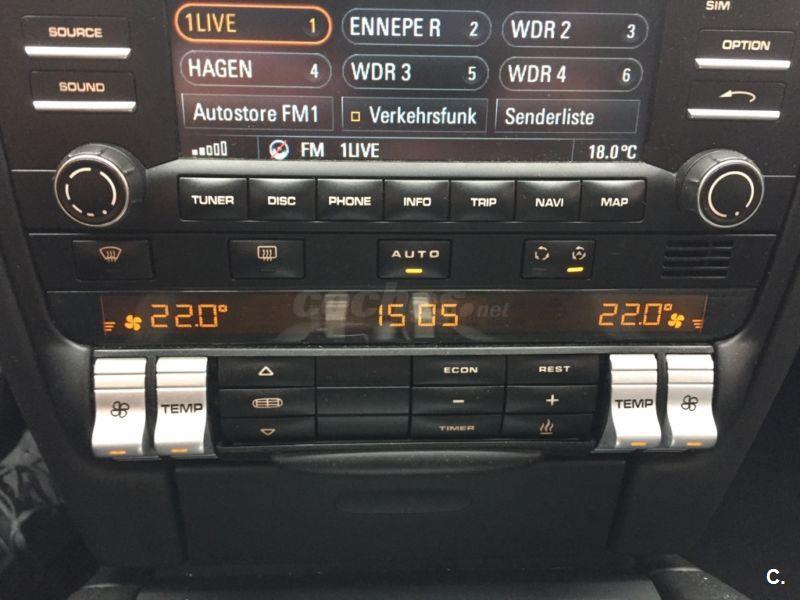 SIM
SOURCE
1LIVE 1
ENNEPE R 2
WDR 2 3
OPTION
HAGEN 4
WDR 3 5
WDR 4 6
SOUND
Autostore FM1
Verkehrsfunk
Senderliste
FM 1LIVE 18.0°C
TUNER DISC PHONE INFO TRIP NAVI MAP
AUTO
A
22.0° 15 05 22.0°
coches.net
ECON REST
TEMP - + TEMP
TIMER
C.